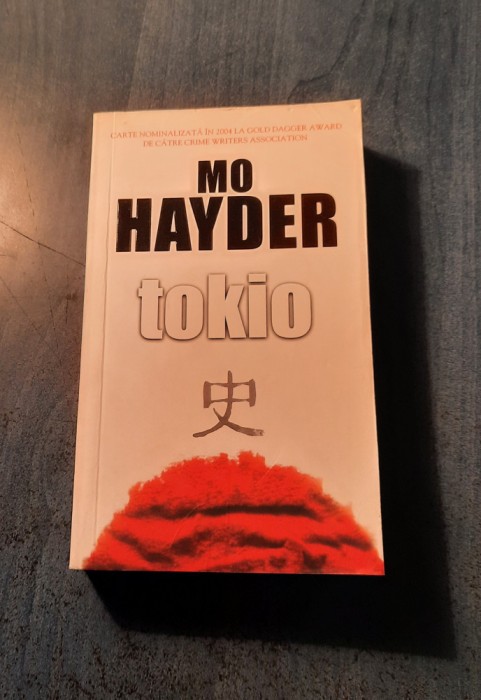 CARTE NOMINALIZATĂ ÎN 2004 LA GOLD DAGGER AWARD
DE CĂTRE CRIME WRITERS ASSOCIATION
MO
HAYDER
tokio
史